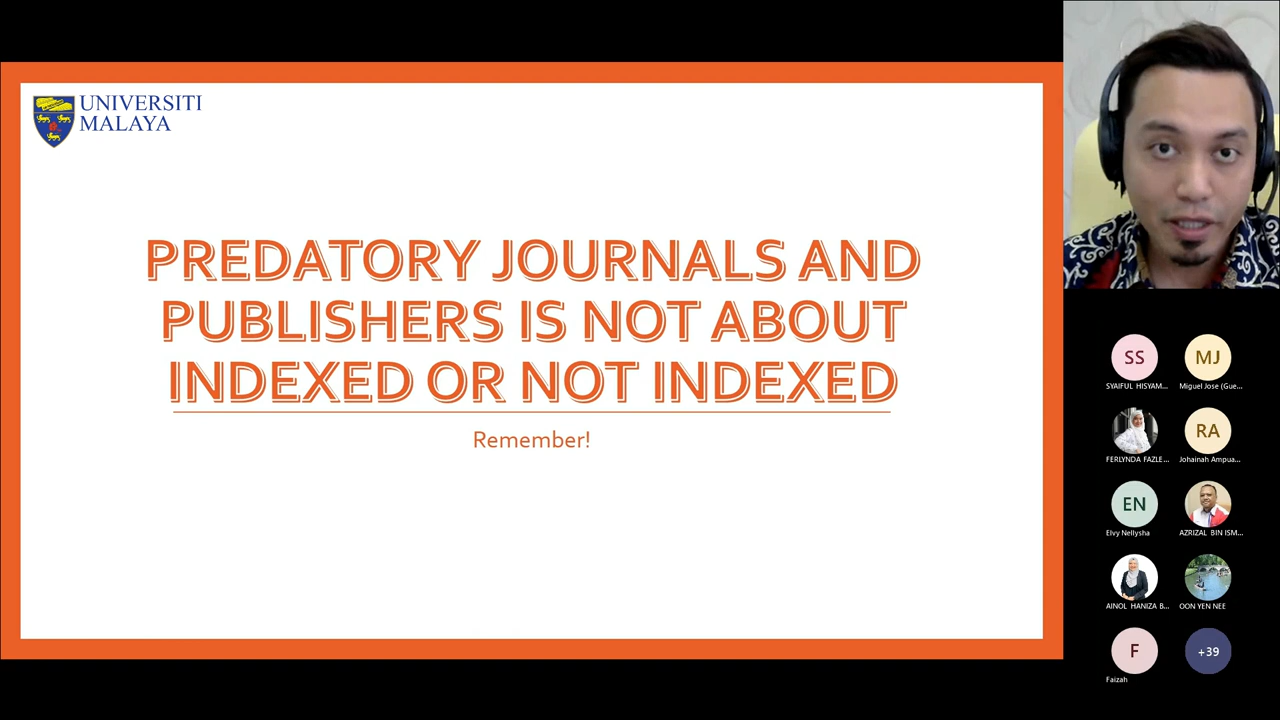 UNIVERSITI
MALAYA
PREDATORY JOURNALS AND
PUBLISHERS IS NOT ABOUT
INDEXED OR NOT INDEXED
Remember!
SS
MJ
SYAIFUL HISYAM...
Miguel Jose (Gue...
RA
FERLYNDA FAZLE...
Johainah Ampua...
EN
Elvy Nellysha
AZRIZAL BIN ISM...
AINOL HANIZA B...
OON YEN NEE
F
+39
Faizah